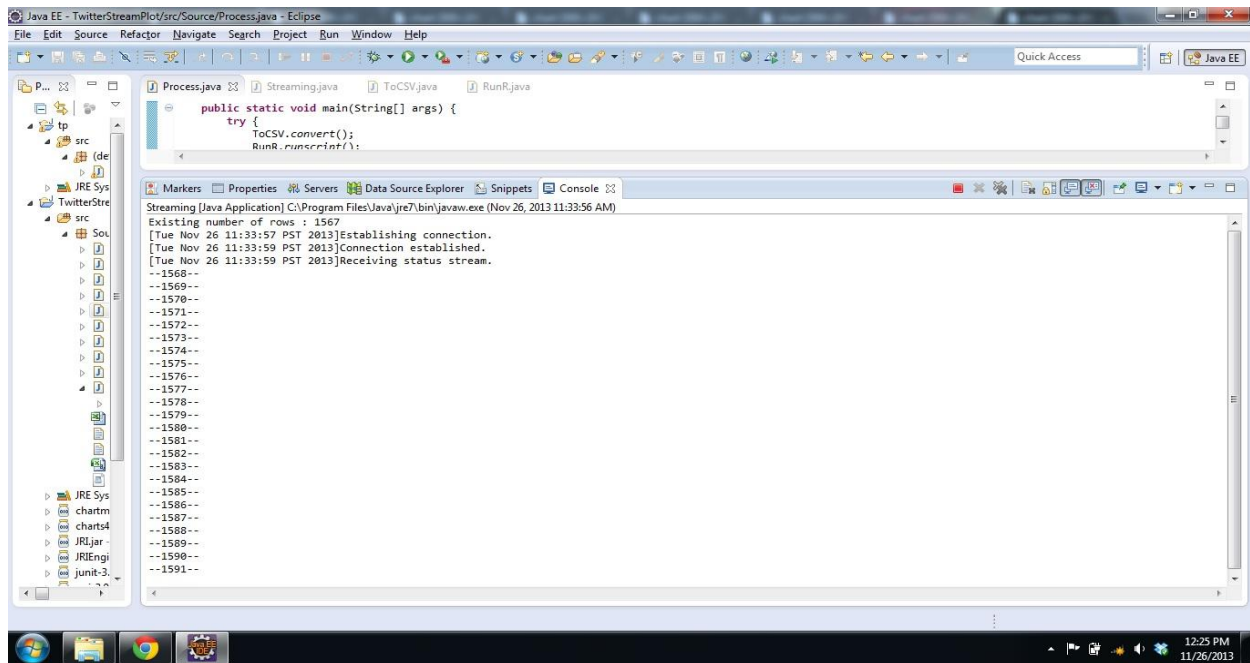 Java EE - TwitterStreamPlot/src/Source/Process.java - Eclipse
File Edit Source Refactor Navigate Search Project Run Window Help
Quick Access
Java EE
P...
Process.java
Streaming.java
ToCSV.java
RunR.java
public static void main(String[] args) {
try {
ToCSV.convert();
RunR.runscript();
tp
src
(de
JRE Sys
TwitterStre
src
Sou
JRE Sys
chartm
charts4
JRI.jar -
JRIEngi
junit-3.
Markers Properties Servers Data Source Explorer Snippets Console
Streaming [Java Application] C:\Program Files\Java\jre7\bin\javaw.exe (Nov 26, 2013 11:33:56 AM)
Existing number of rows : 1567
[Tue Nov 26 11:33:57 PST 2013]Establishing connection.
[Tue Nov 26 11:33:59 PST 2013]Connection established.
[Tue Nov 26 11:33:59 PST 2013]Receiving status stream.
--1568--
--1569--
--1570--
--1571--
--1572--
--1573--
--1574--
--1575--
--1576--
--1577--
--1578--
--1579--
--1580--
--1581--
--1582--
--1583--
--1584--
--1585--
--1586--
--1587--
--1588--
--1589--
--1590--
--1591--
Java EE
IDE
12:25 PM
11/26/2013